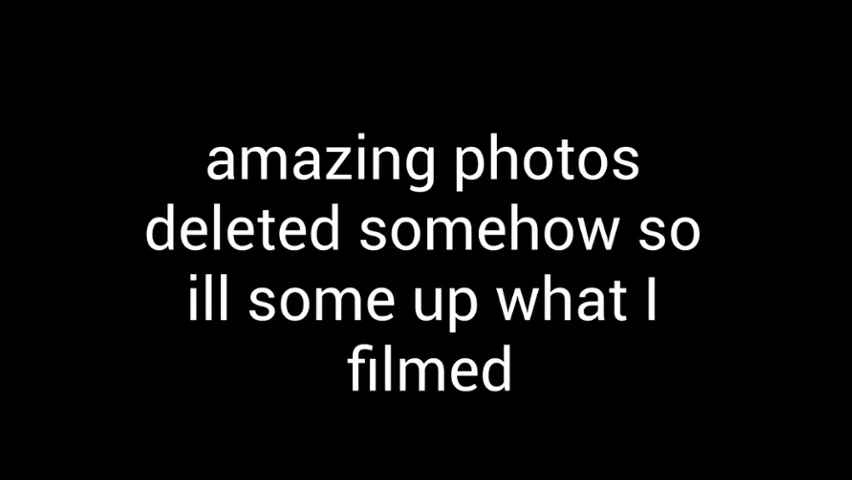 amazing photos
deleted somehow so
ill some up what I
filmed